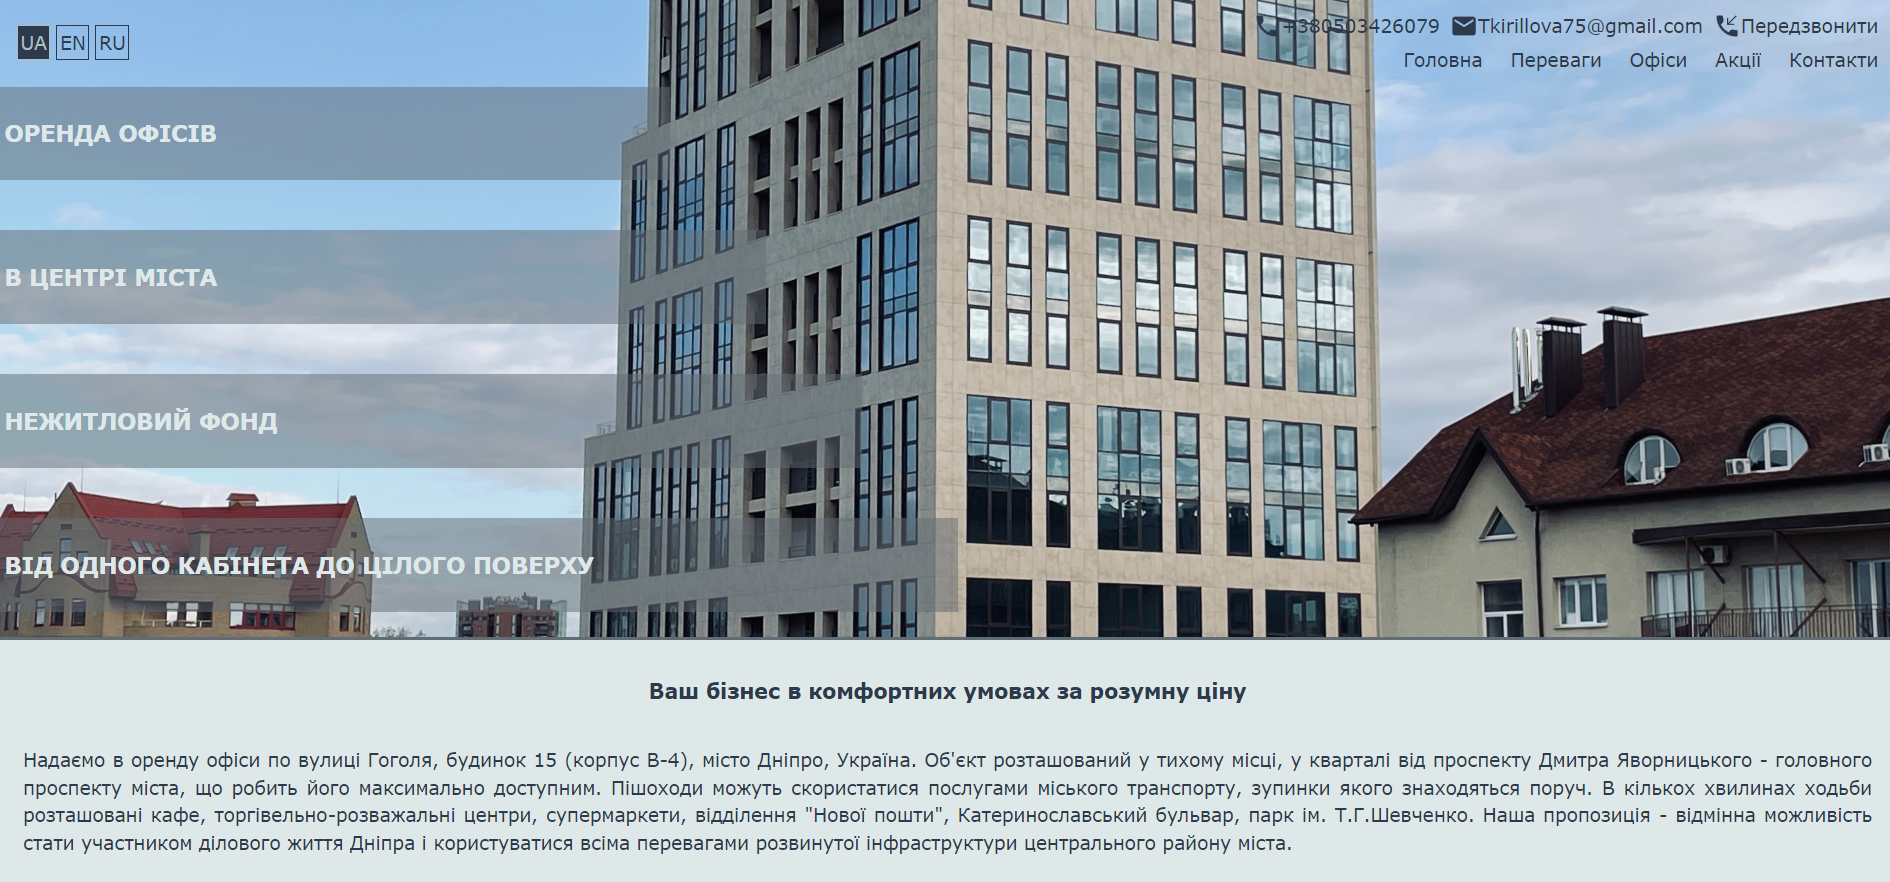 UA EN RU
+380503426079 Tkirillova75@gmail.com Передзвонити
Головна Переваги Офіси Акції Контакти
ОРЕНДА ОФІСІВ
В ЦЕНТРІ МІСТА
НЕЖИТЛОВИЙ ФОНД
ВІД ОДНОГО КАБІНЕТА ДО ЦІЛОГО ПОВЕРХУ
Ваш бізнес в комфортних умовах за розумну ціну
Надаємо в оренду офіси по вулиці Гоголя, будинок 15 (корпус В-4), місто Дніпро, Україна. Об'єкт розташований у тихому місці, у кварталі від проспекту Дмитра Яворницького - головного
проспекту міста, що робить його максимально доступним. Пішоходи можуть скористатися послугами міського транспорту, зупинки якого знаходяться поруч. В кількох хвилинах ходьби
розташовані кафе, торгівельно-розважальні центри, супермаркети, відділення "Нової пошти", Катеринославський бульвар, парк ім. Т.Г.Шевченко. Наша пропозиція - відмінна можливість
стати участником ділового життя Дніпра і користуватися всіма перевагами розвинутої інфраструктури центрального району міста.